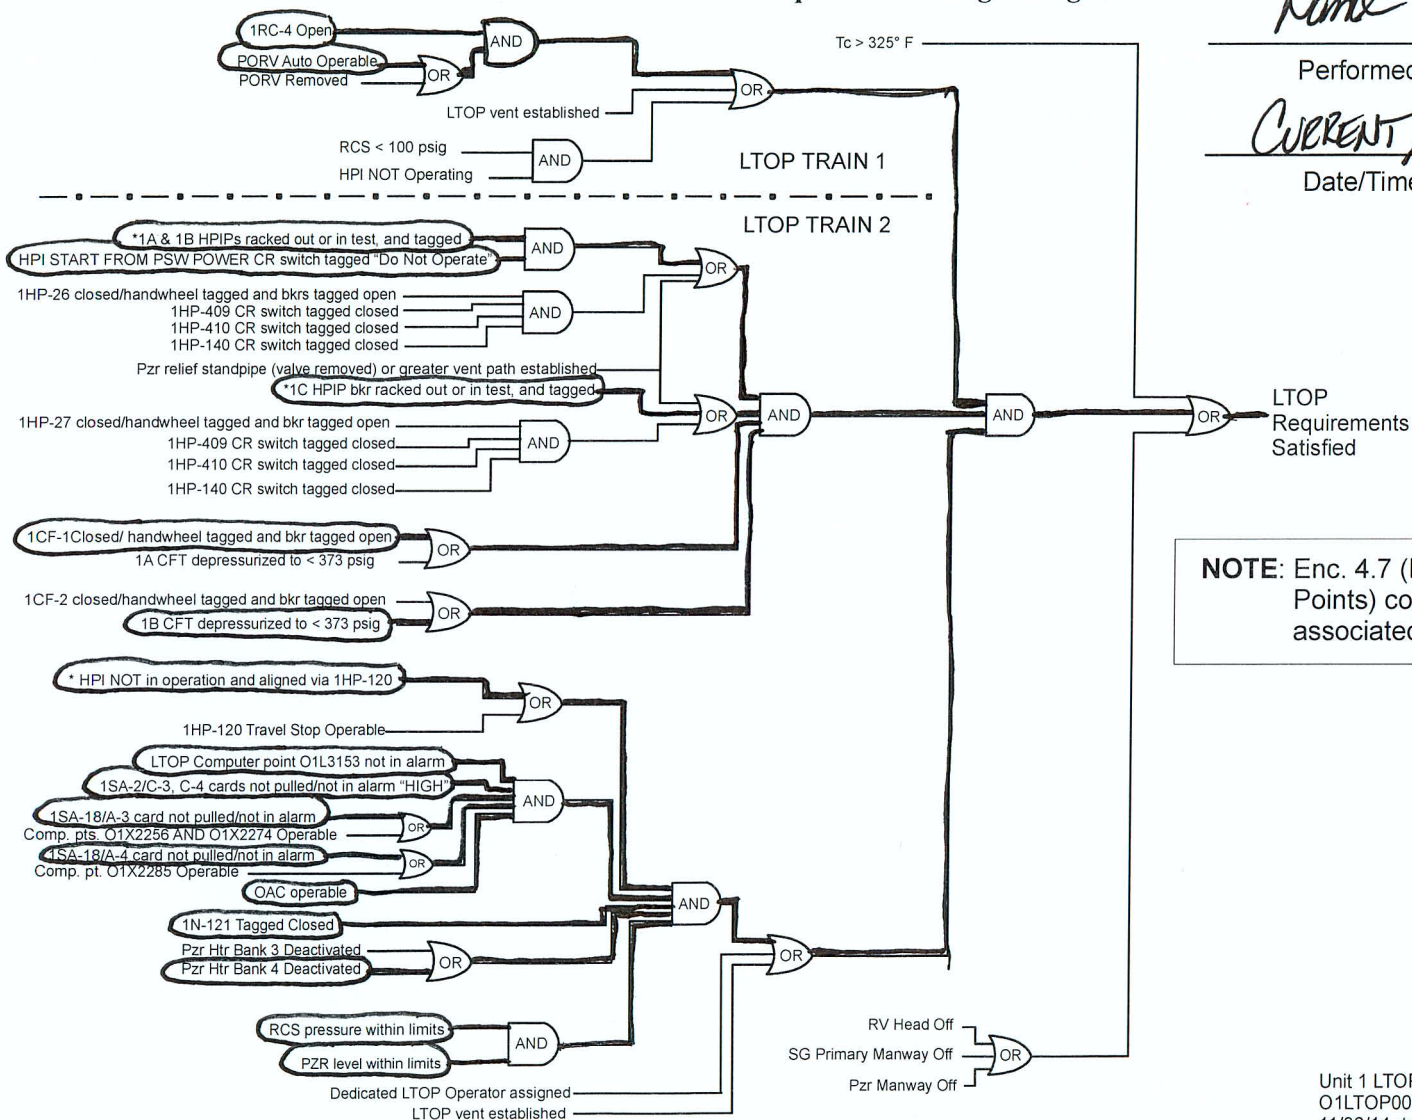 1RC-4 Open
PORV Auto Operable
PORV Removed
AND
OR
LTOP vent established
RCS < 100 psig
HPI NOT Operating
AND
OR
Tc > 325° F
LTOP TRAIN 1
Name
Performed
CURRENT
Date/Time
LTOP TRAIN 2
*1A & 1B HPIPs racked out or in test, and tagged
HPI START FROM PSW POWER CR switch tagged "Do Not Operate"
AND
OR
1HP-26 closed/handwheel tagged and bkrs tagged open
1HP-409 CR switch tagged closed
1HP-410 CR switch tagged closed
1HP-140 CR switch tagged closed
AND
Pzr relief standpipe (valve removed) or greater vent path established
*1C HPIP bkr racked out or in test, and tagged
OR
AND
AND
OR
LTOP
Requirements
Satisfied
1HP-27 closed/handwheel tagged and bkr tagged open
1HP-409 CR switch tagged closed
1HP-410 CR switch tagged closed
1HP-140 CR switch tagged closed
AND
1CF-1Closed/ handwheel tagged and bkr tagged open
1A CFT depressurized to < 373 psig
OR
1CF-2 closed/handwheel tagged and bkr tagged open
1B CFT depressurized to < 373 psig
OR
NOTE: Enc. 4.7 (
Points) co
associated
* HPI NOT in operation and aligned via 1HP-120
1HP-120 Travel Stop Operable
OR
LTOP Computer point O1L3153 not in alarm
1SA-2/C-3, C-4 cards not pulled/not in alarm "HIGH"
1SA-18/A-3 card not pulled/not in alarm
Comp. pts. O1X2256 AND O1X2274 Operable
OR
1SA-18/A-4 card not pulled/not in alarm
Comp. pt. O1X2285 Operable
OR
OAC operable
AND
1N-121 Tagged Closed
Pzr Htr Bank 3 Deactivated
Pzr Htr Bank 4 Deactivated
OR
AND
OR
RCS pressure within limits
PZR level within limits
AND
Dedicated LTOP Operator assigned
LTOP vent established
RV Head Off
SG Primary Manway Off
Pzr Manway Off
OR
Unit 1 LTOP
O1LTOP00